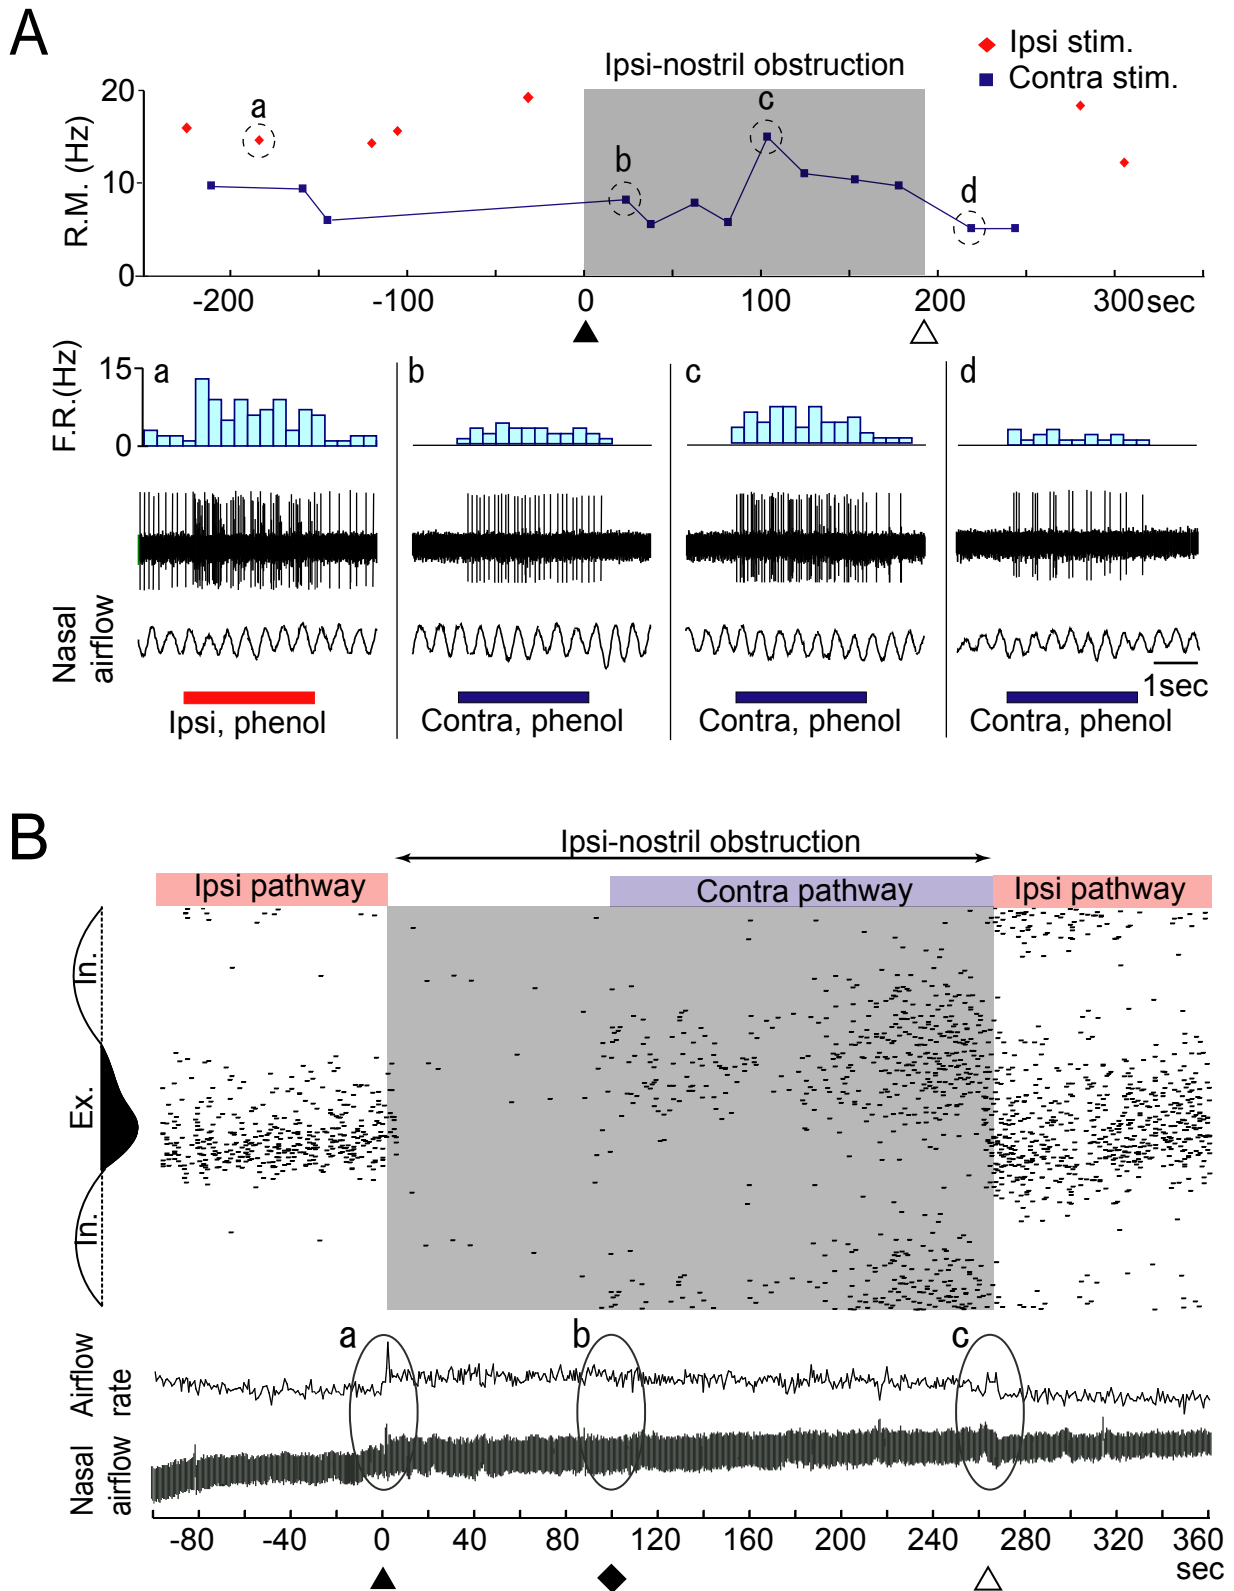 A
Ipsi stim.
Contra stim.
Ipsi-nostril obstruction
R.M. (Hz)
20
10
0
a
b
c
d
-200
-100
0
100
200
300sec
F.R.(Hz)
15
0
a
b
c
d
Nasal
airflow
1sec
Ipsi, phenol
Contra, phenol
Contra, phenol
Contra, phenol
B
Ipsi-nostril obstruction
Ipsi pathway
Contra pathway
Ipsi pathway
In.
Ex.
In.
a
b
c
Airflow
rate
Nasal
airflow
-80 -40 0 40 80 120 160 200 240 280 320 360
sec